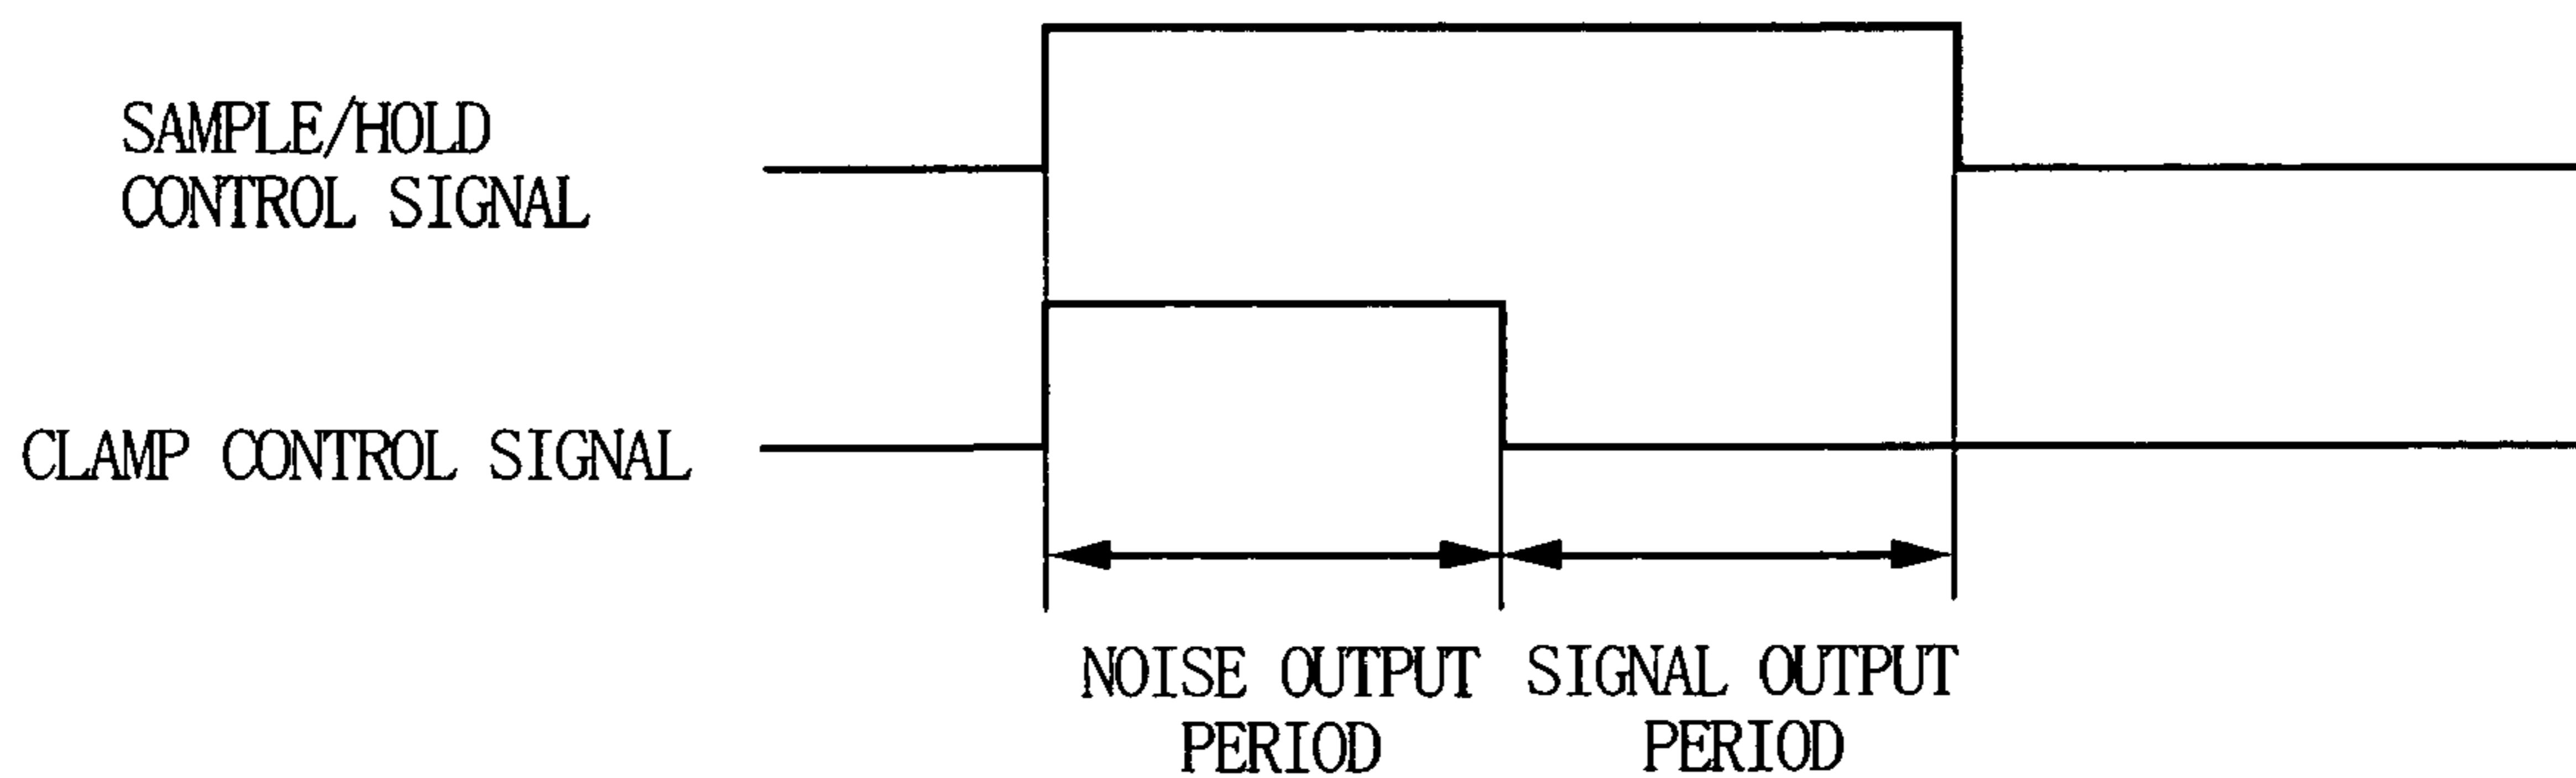 SAMPLE/HOLD
CONTROL SIGNAL
CLAMP CONTROL SIGNAL
NOISE OUTPUT
PERIOD
SIGNAL OUTPUT
PERIOD